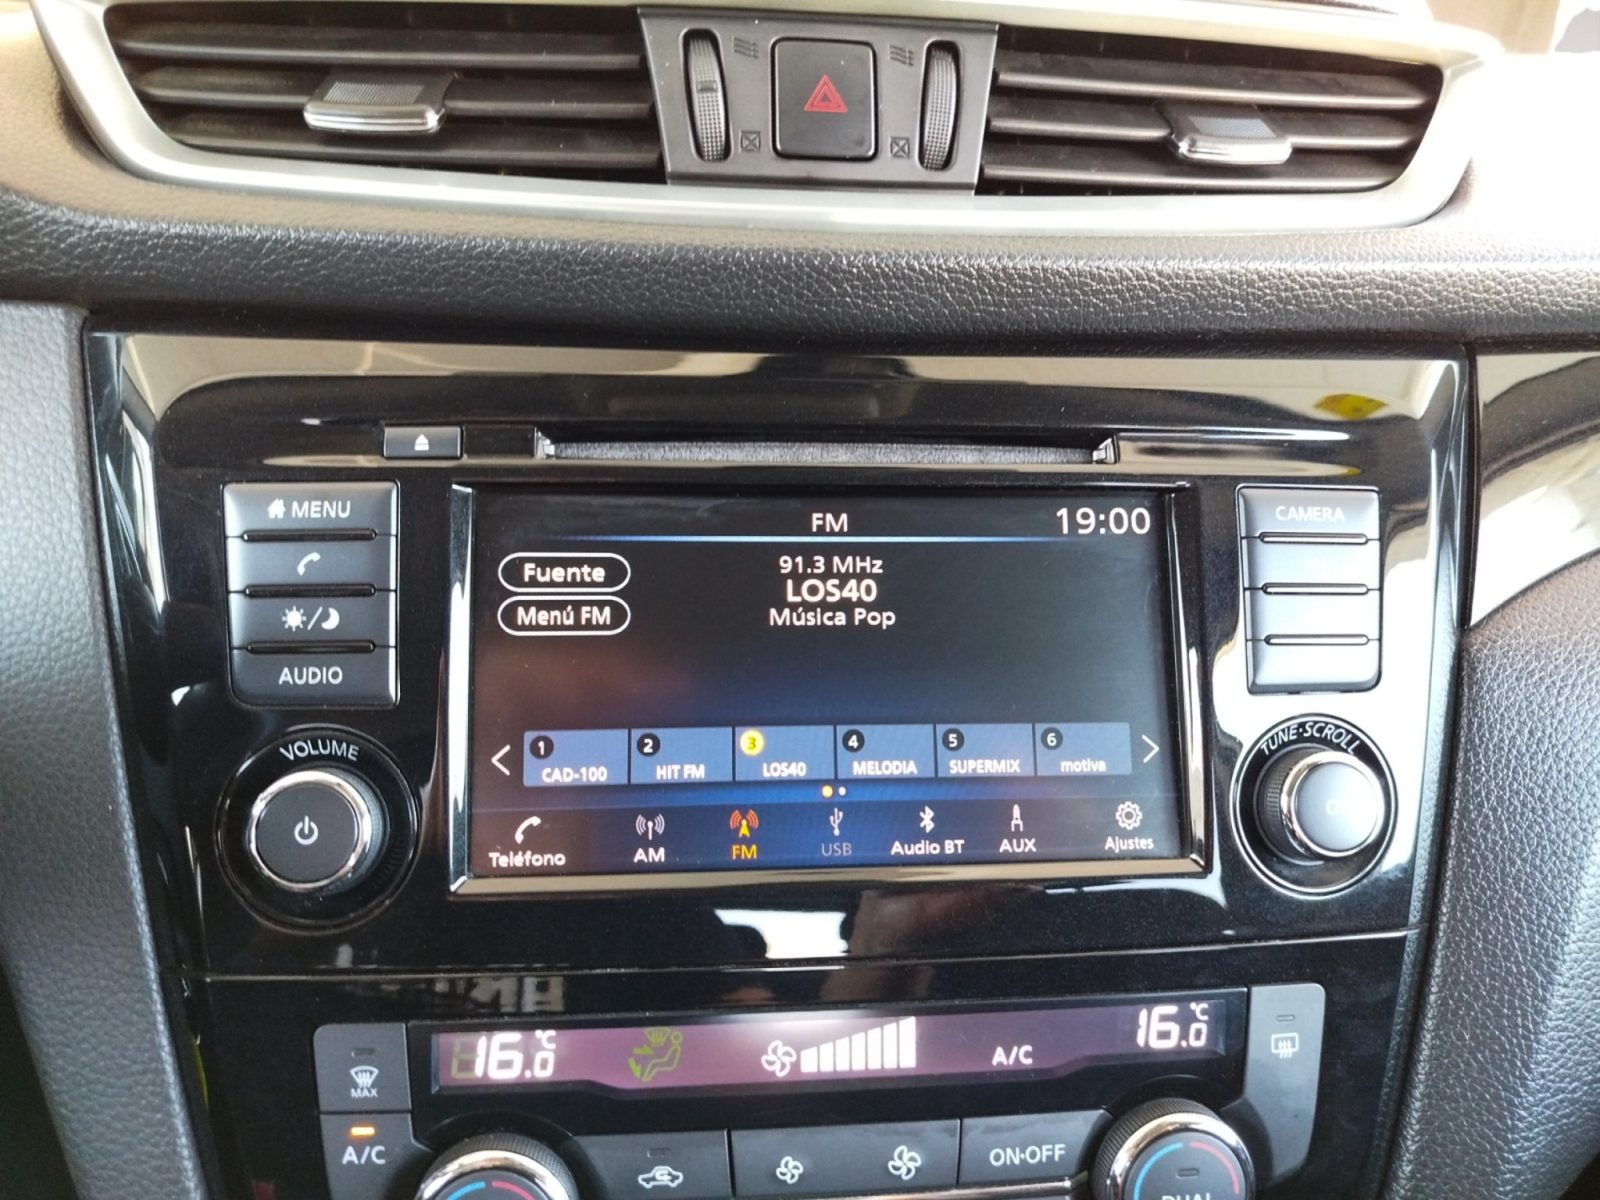 MENU
AUDIO
VOLUME
FM
19:00
Fuente
Menú FM
91.3 MHz
LOS40
Música Pop
1 CAD-100
2 HIT FM
3 LOS40
4 MELODIA
5 SUPERMIX
6 motiva
Teléfono
AM
FM
USB
Audio BT
AUX
Ajustes
CAMERA
TUNE·SCROLL
16.0 °C
A/C
16.0 °C
MAX
A/C
ON·OFF
DUAL